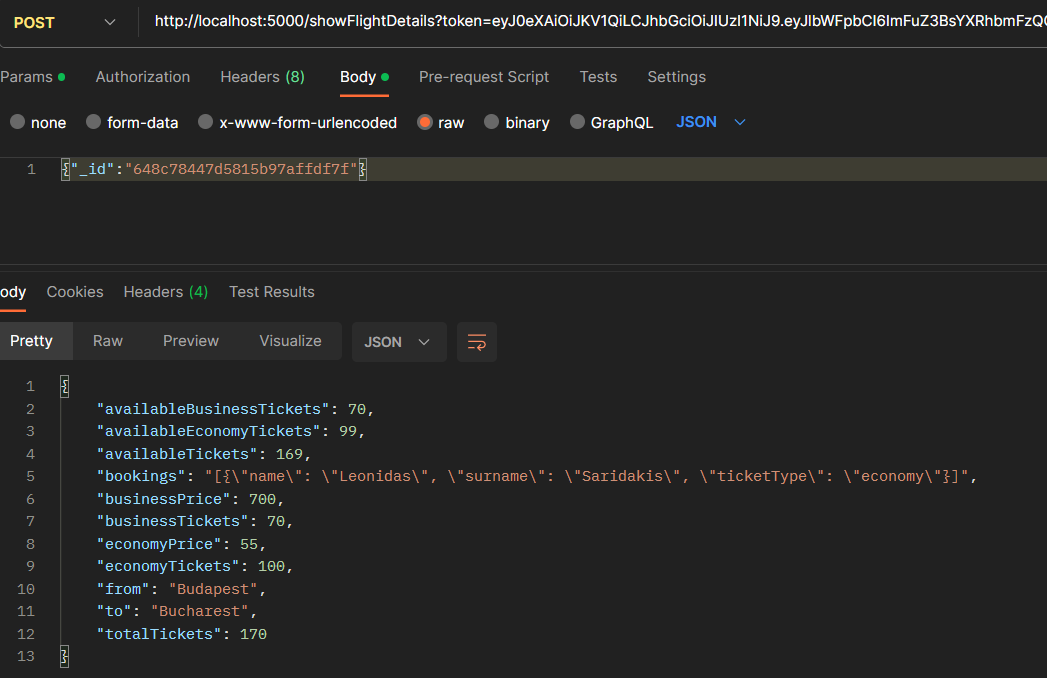 POST http://localhost:5000/showFlightDetails?token=eyJ0eXAiOiJKV1QiLCJhbGciOiJIUzI1NiJ9.eyJlbWFpbCI6ImFuZ3BsYXRhbmFzQ
Params Authorization Headers (8) Body Pre-request Script Tests Settings
none form-data x-www-form-urlencoded raw binary GraphQL JSON
1 {"_id":"648c78447d5815b97affdf7f"}
ody Cookies Headers (4) Test Results
Pretty Raw Preview Visualize JSON
1 {
2 "availableBusinessTickets": 70,
3 "availableEconomyTickets": 99,
4 "availableTickets": 169,
5 "bookings": "[{\"name\": \"Leonidas\", \"surname\": \"Saridakis\", \"ticketType\": \"economy\"}]",
6 "businessPrice": 700,
7 "businessTickets": 70,
8 "economyPrice": 55,
9 "economyTickets": 100,
10 "from": "Budapest",
11 "to": "Bucharest",
12 "totalTickets": 170
13 }